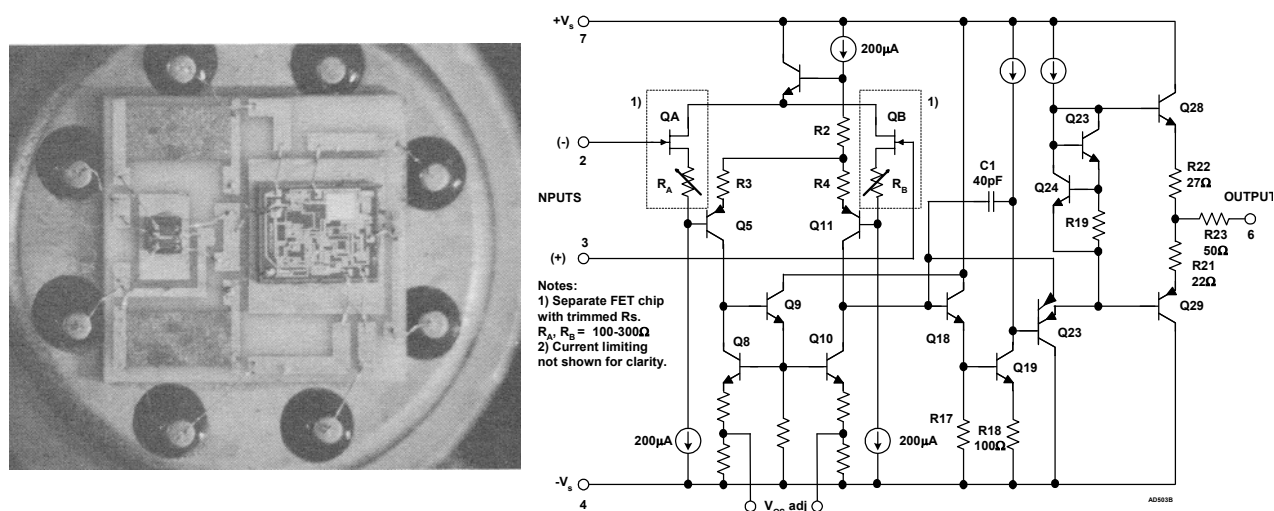 +Vs
7
200µA
1)
1)
QA
QB
R2
(-)
2
C1
40pF
Q23
Q28
RA
R3
R4
RB
Q24
R22
27Ω
NPUTS
Q5
Q11
R19
OUTPUT
3
R23
50Ω
6
(+)
R21
22Ω
Notes:
1) Separate FET chip
with trimmed Rs.
RA, RB = 100-300Ω
2) Current limiting
not shown for clarity.
Q9
Q18
Q29
Q8
Q10
Q23
Q19
R17
R18
100Ω
200µA
200µA
-Vs
4
VOS adj
AD503B